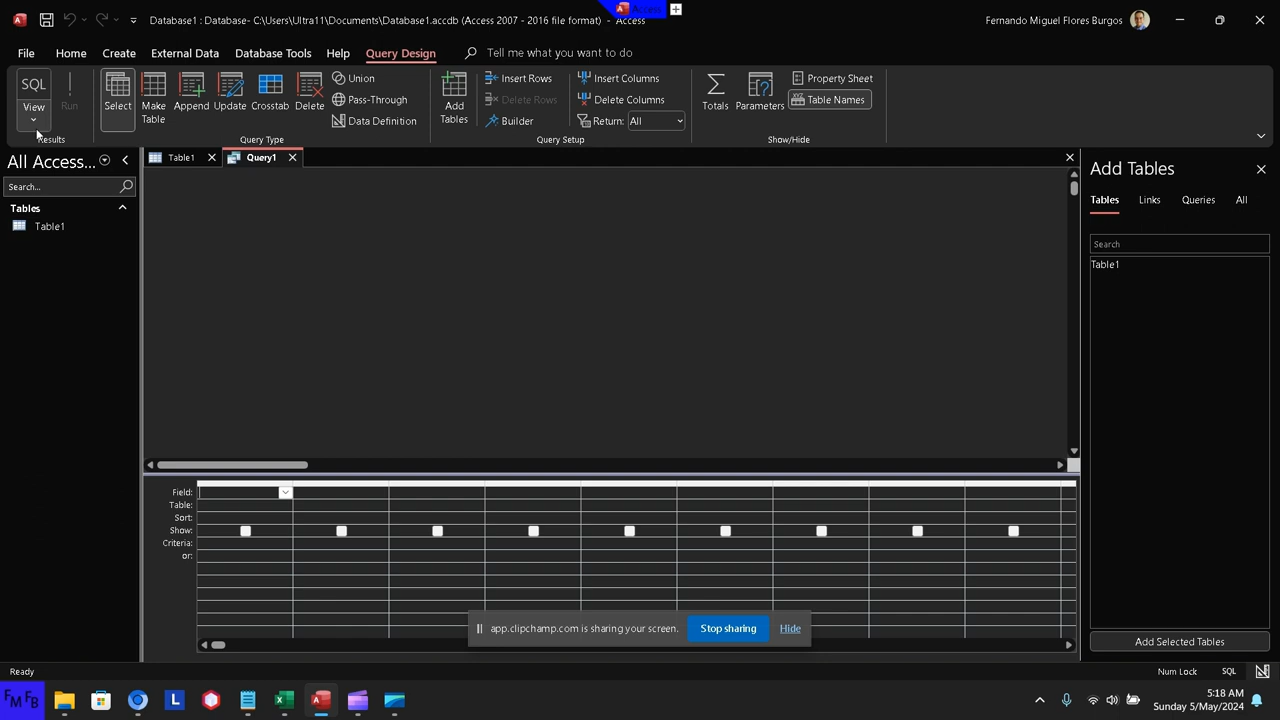 Access
Database1 : Database- C:\Users\Ultra11\Documents\Database1.accdb (Access 2007 - 2016 file format) - Access
Fernando Miguel Flores Burgos
File Home Create External Data Database Tools Help Query Design Tell me what you want to do
SQL
View
Run
Results
Select
Make
Table
Append
Update
Crosstab
Delete
Union
Pass-Through
Data Definition
Query Type
Add
Tables
Insert Rows
Delete Rows
Builder
Insert Columns
Delete Columns
Return: All
Query Setup
Totals
Parameters
Property Sheet
XYZ Table Names
Show/Hide
All Access...
Search...
Tables
Table1
Table1
Query1
Add Tables
Tables Links Queries All
Search
Table1
Field:
Table:
Sort:
Show:
Criteria:
or:
app.clipchamp.com is sharing your screen. Stop sharing Hide
Add Selected Tables
Ready
Num Lock SQL
FM FB
L
5:18 AM
Sunday 5/May/2024